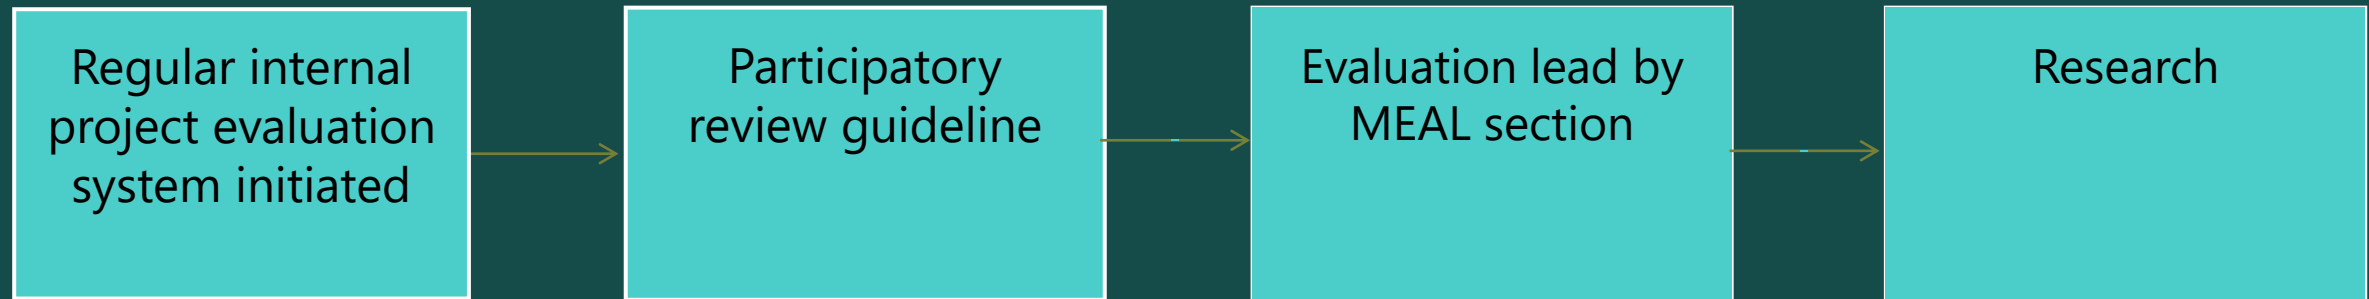 Regular internal
project evaluation
system initiated
Participatory
review guideline
Evaluation lead by
MEAL section
Research